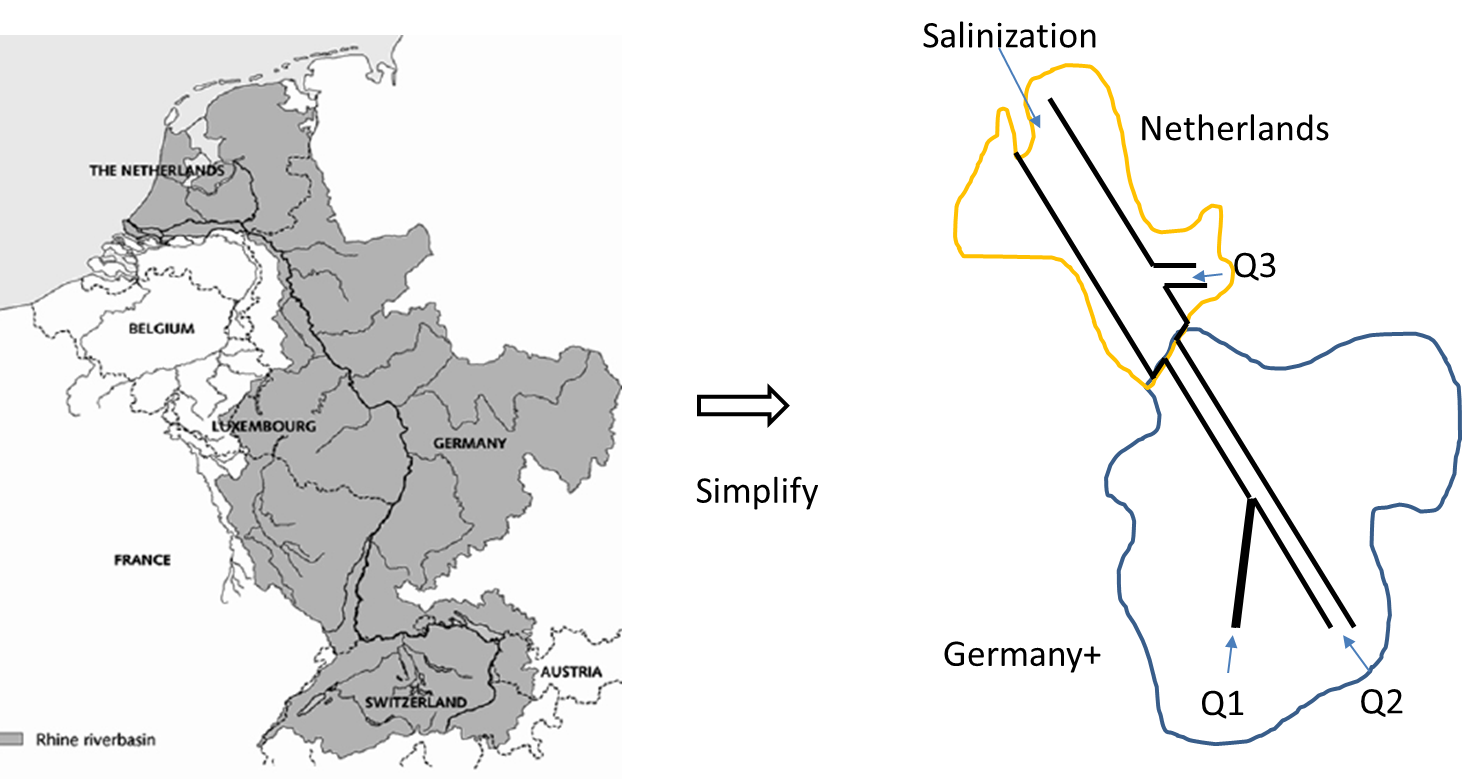 THE NETHERLANDS
BELGIUM
LUXEMBOURG
GERMANY
FRANCE
AUSTRIA
SWITZERLAND
Rhine riverbasin
Simplify
Salinization
Netherlands
Q3
Germany+
Q1
Q2